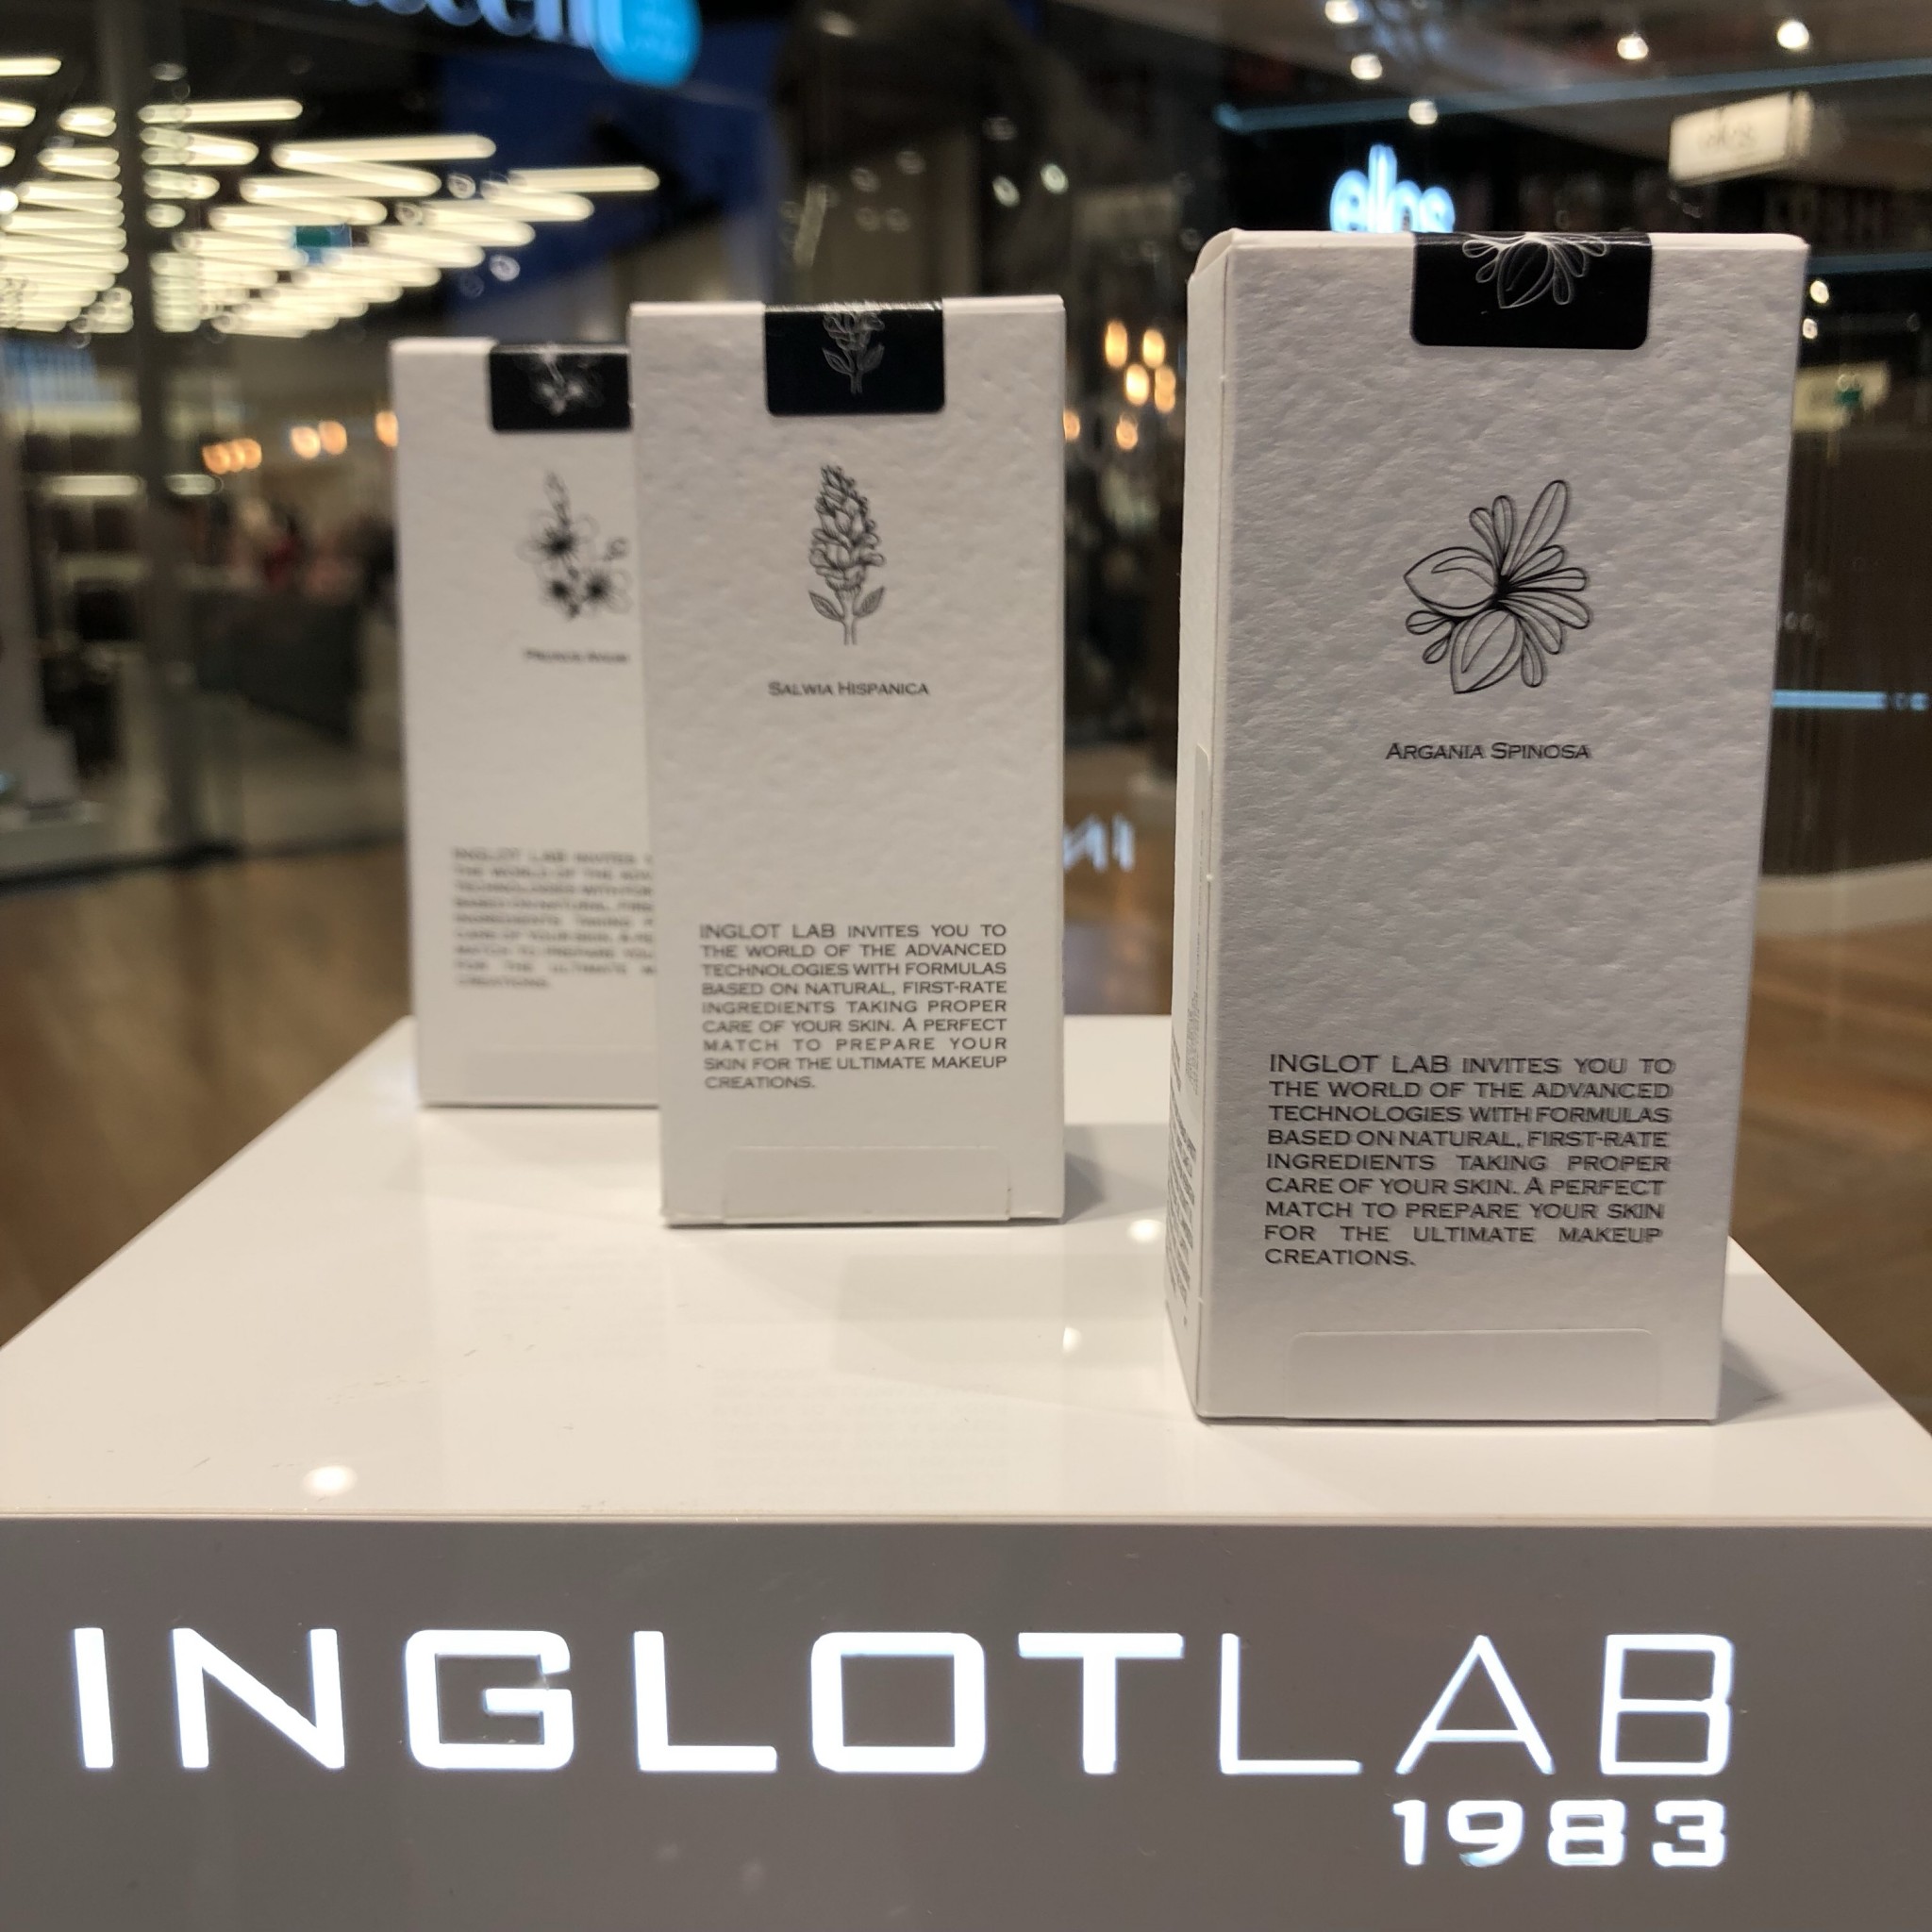 elips
SALWIA HISPANICA
ARGANIA SPINOSA
INGLOT LAB INVITES
INGLOT LAB INVITES YOU TO
THE WORLD OF THE ADVANCED
TECHNOLOGIES WITH FORMULAS
BASED ON NATURAL, FIRST-RATE
INGREDIENTS TAKING PROPER
CARE OF YOUR SKIN. A PERFECT
MATCH TO PREPARE YOUR
SKIN FOR THE ULTIMATE MAKEUP
CREATIONS.
INGLOT LAB INVITES YOU TO
THE WORLD OF THE ADVANCED
TECHNOLOGIES WITH FORMULAS
BASED ON NATURAL, FIRST-RATE
INGREDIENTS TAKING PROPER
CARE OF YOUR SKIN. A PERFECT
MATCH TO PREPARE YOUR SKIN
FOR THE ULTIMATE MAKEUP
CREATIONS.
INGLOTLAB
1983